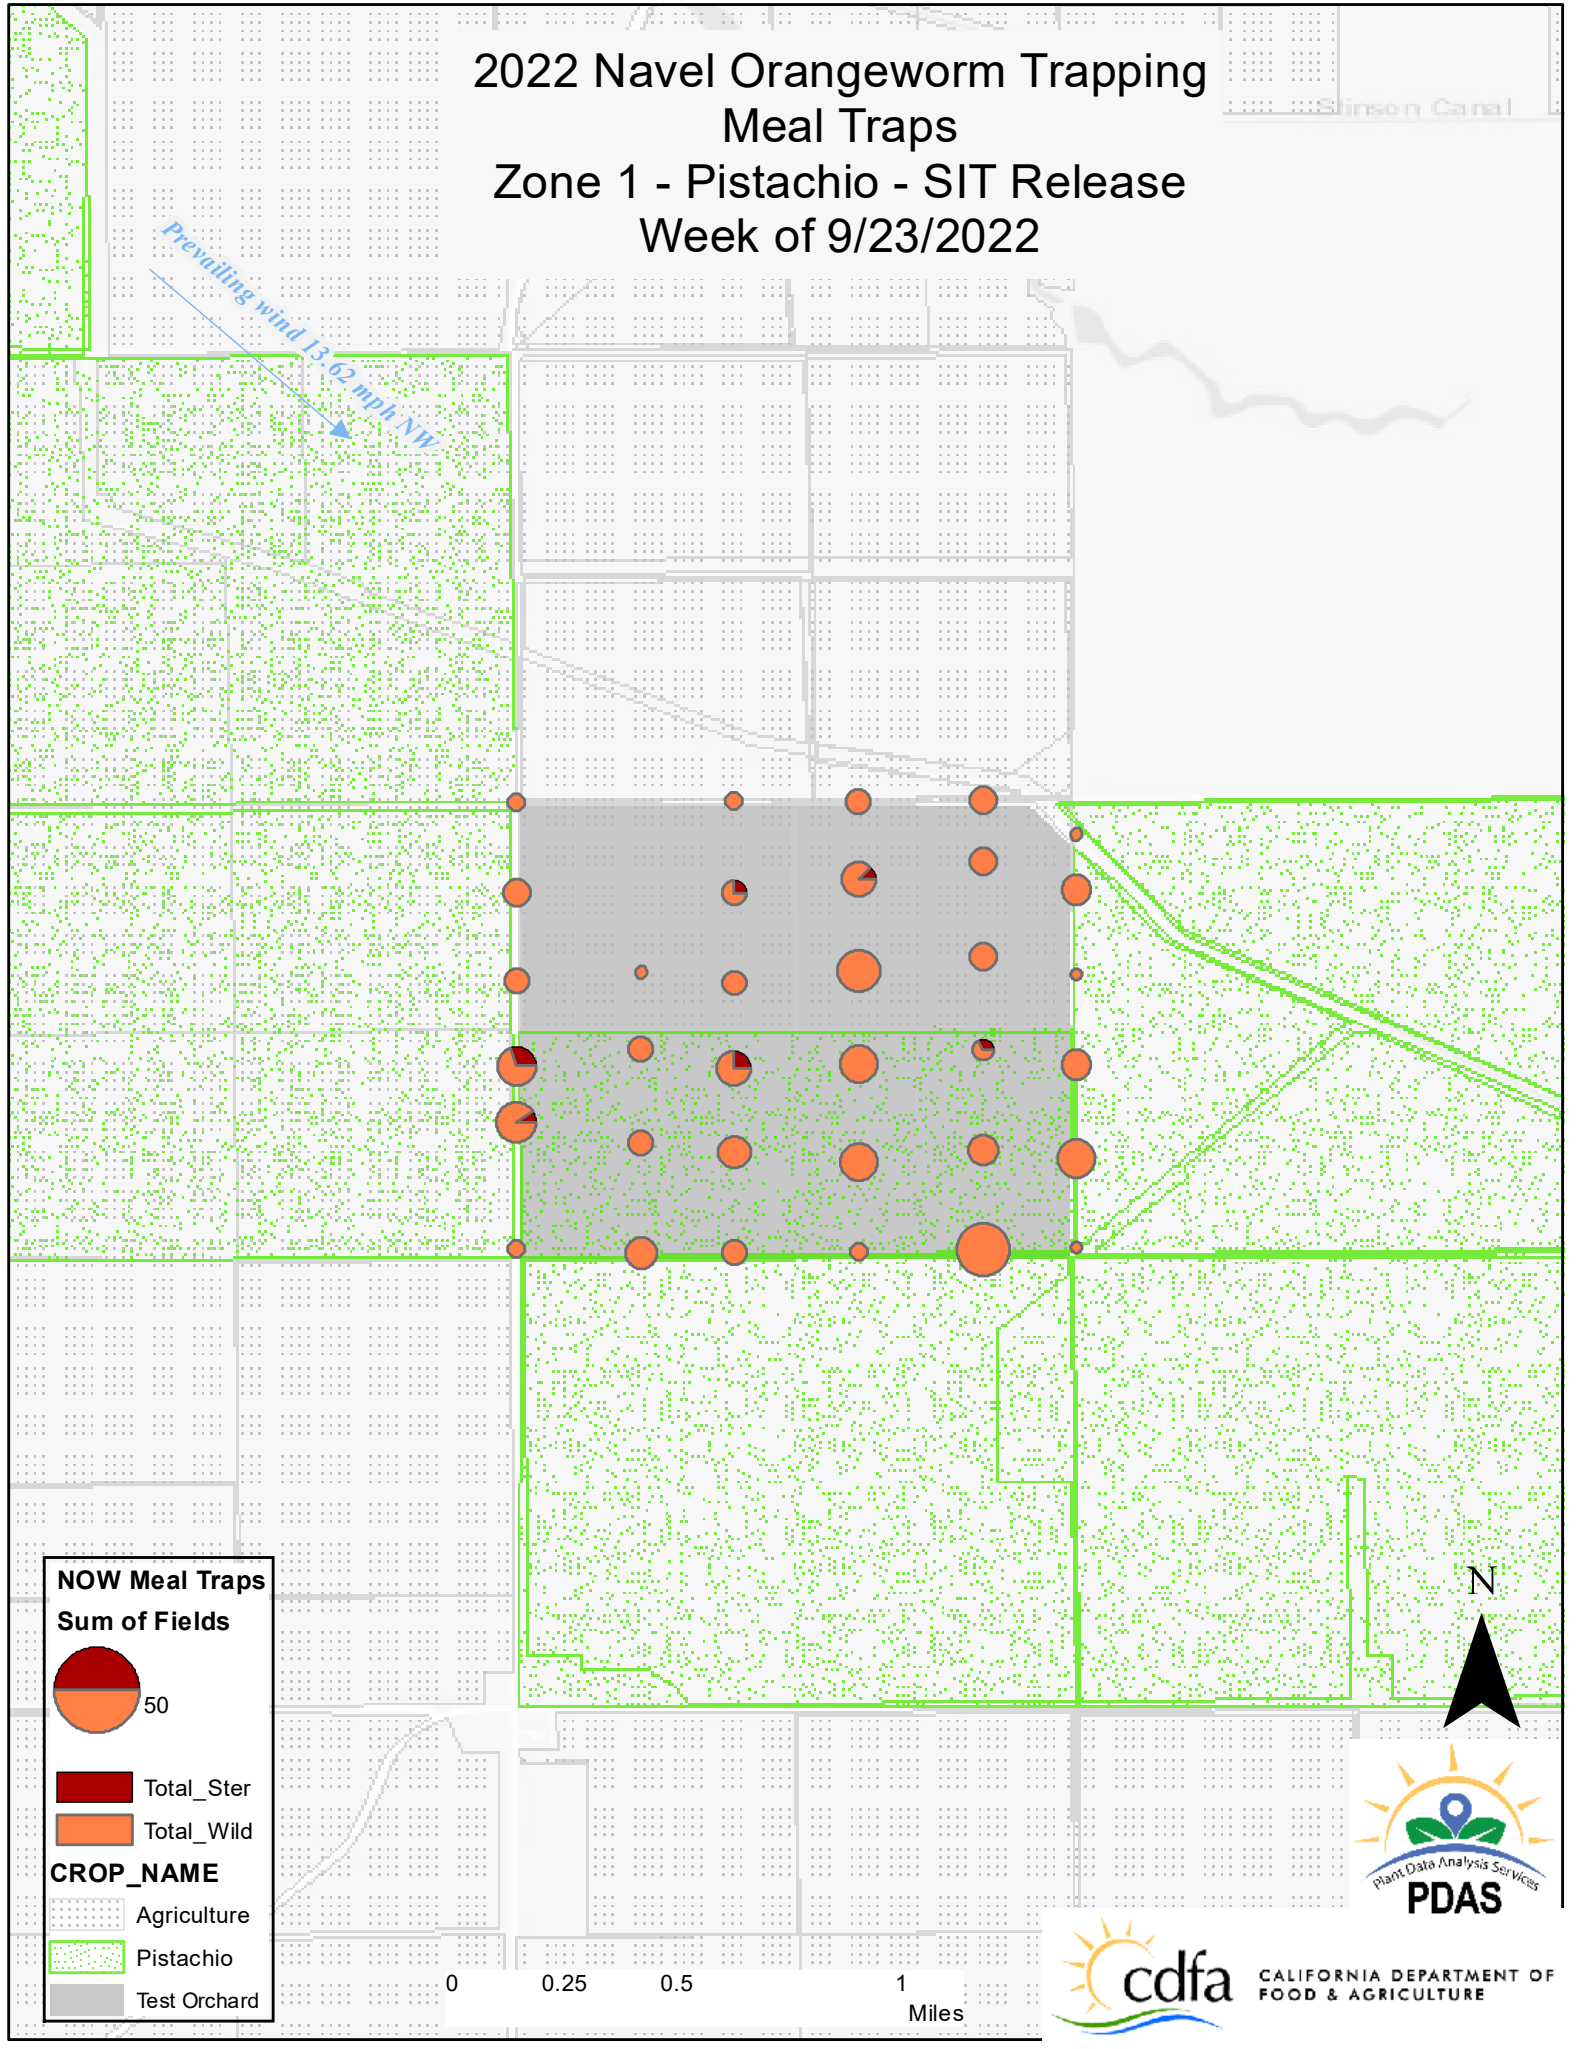 2022 Navel Orangeworm Trapping
Meal Traps
Zone 1 - Pistachio - SIT Release
Week of 9/23/2022
Stinson Canal
Prevailing wind 13.62 mph NW
NOW Meal Traps
Sum of Fields
50
Total_Ster
Total_Wild
CROP_NAME
Agriculture
Pistachio
Test Orchard
0 0.25 0.5 1
Miles
N
Plant Data Analysis Services
PDAS
cdfa
CALIFORNIA DEPARTMENT OF
FOOD & AGRICULTURE